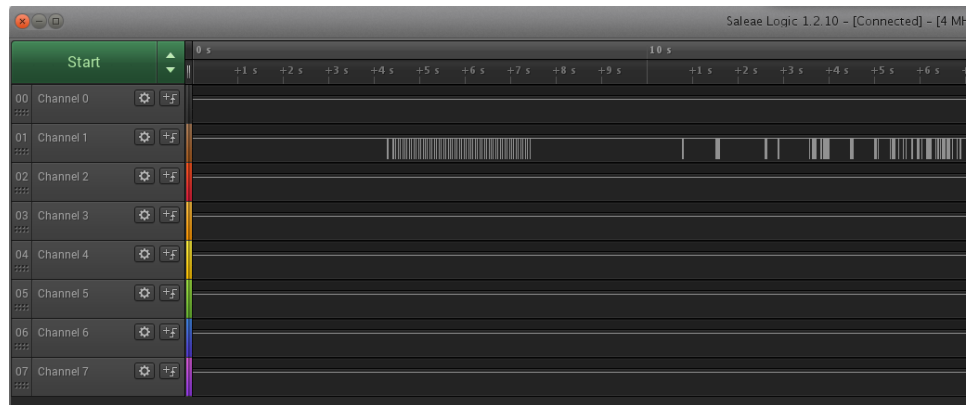 Saleae Logic 1.2.10 – [Connected] – [4 MH
Start
0 s 10 s
+1 s +2 s +3 s +4 s +5 s +6 s +7 s +8 s +9 s +1 s +2 s +3 s +4 s +5 s +6 s +
00 Channel 0
01 Channel 1
02 Channel 2
03 Channel 3
04 Channel 4
05 Channel 5
06 Channel 6
07 Channel 7